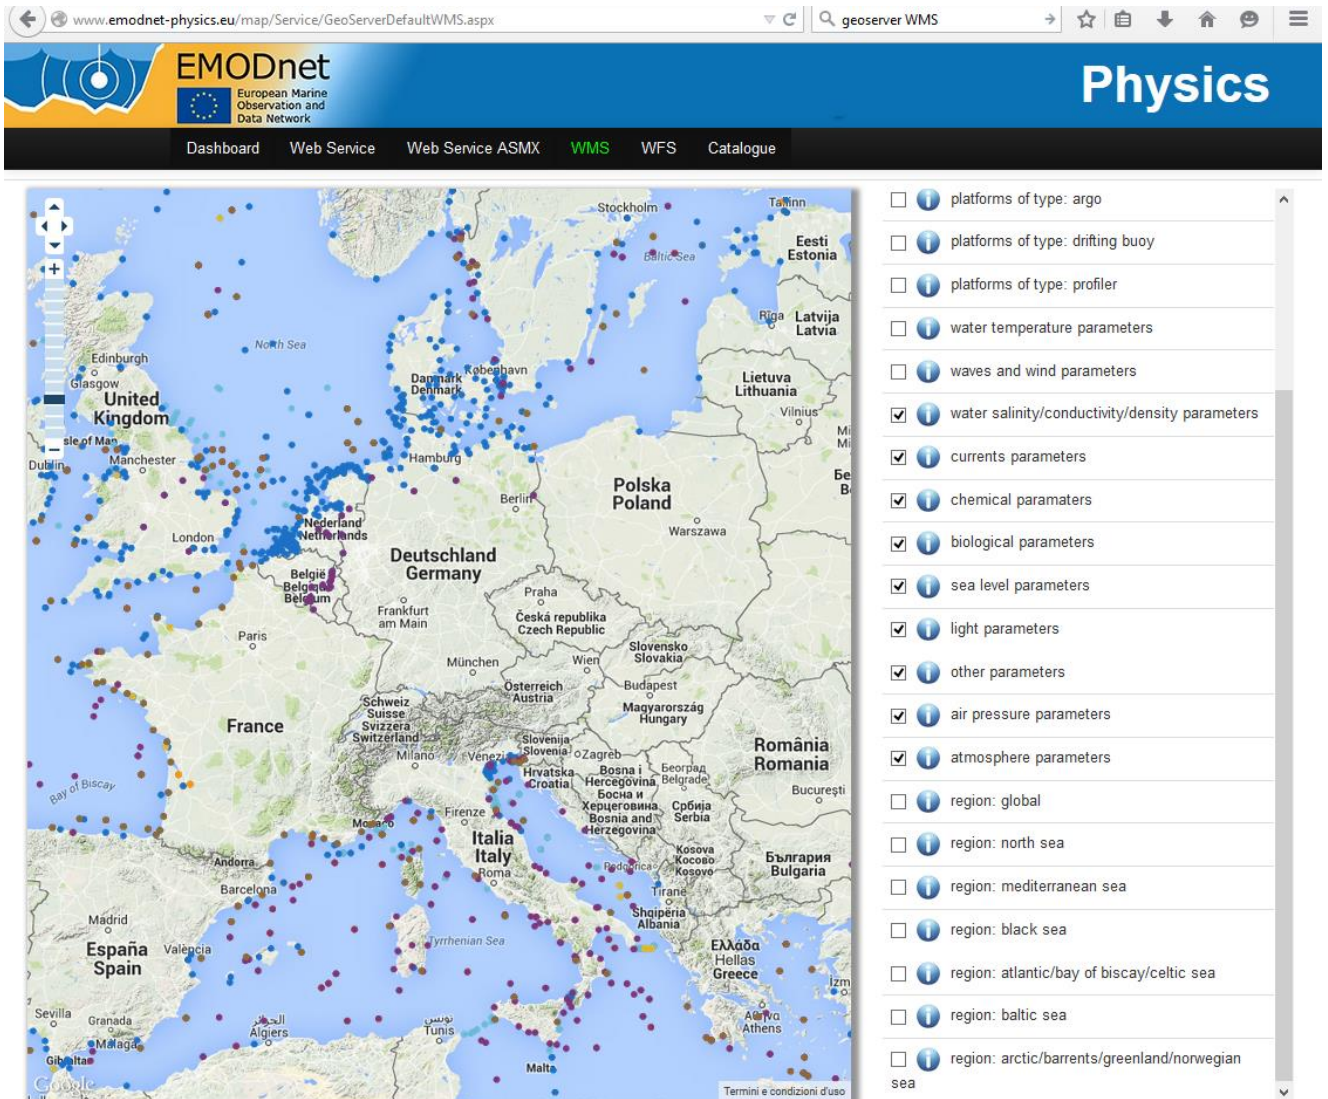 www.emodnet-physics.eu/map/Service/GeoServerDefaultWMS.aspx
geoserver WMS
EMODnet
European Marine
Observation and
Data Network
Physics
Dashboard
Web Service
Web Service ASMX
WMS
WFS
Catalogue
Stockholm
Tallinn
Eesti
Estonia
Baltic Sea
Rīga
Latvija
Latvia
North Sea
Edinburgh
Glasgow
United
Kingdom
Isle of Man
Dublin
Manchester
London
København
Danmark
Denmark
Lietuva
Lithuania
Vilnius
Hamburg
Berlin
Polska
Poland
Warszawa
Nederland
Netherlands
Deutschland
Germany
België
Belgique
Belgium
Frankfurt
am Main
Praha
Česká republika
Czech Republic
Paris
Slovensko
Slovakia
München
Wien
Österreich
Austria
Budapest
Magyarország
Hungary
Schweiz
Suisse
Svizzera
Switzerland
France
Milano
Venezia
Slovenija
Slovenia
Zagreb
România
Romania
Hrvatska
Croatia
Bosna i
Hercegovina
Босна и
Херцеговина
Bosnia and
Herzegovina
Београд
Belgrade
Србија
Serbia
București
Bay of Biscay
Monaco
Firenze
Italia
Italy
Roma
Kosova
Косово
Kosovo
Podgorica
България
Bulgaria
Andorra
Barcelona
Tiranë
Shqipëria
Albania
Madrid
España
Spain
València
Tyrrhenian Sea
Ελλάδα
Hellas
Greece
İzm
Sevilla
Granada
Málaga
Gibraltar
الجزائر
Algiers
تونس
Tunis
Αθήνα
Athens
Malta
Google
Termini e condizioni d'uso
platforms of type: argo
platforms of type: drifting buoy
platforms of type: profiler
water temperature parameters
waves and wind parameters
water salinity/conductivity/density parameters
currents parameters
chemical paramaters
biological parameters
sea level parameters
light parameters
other parameters
air pressure parameters
atmosphere parameters
region: global
region: north sea
region: mediterranean sea
region: black sea
region: atlantic/bay of biscay/celtic sea
region: baltic sea
region: arctic/barrents/greenland/norwegian
sea